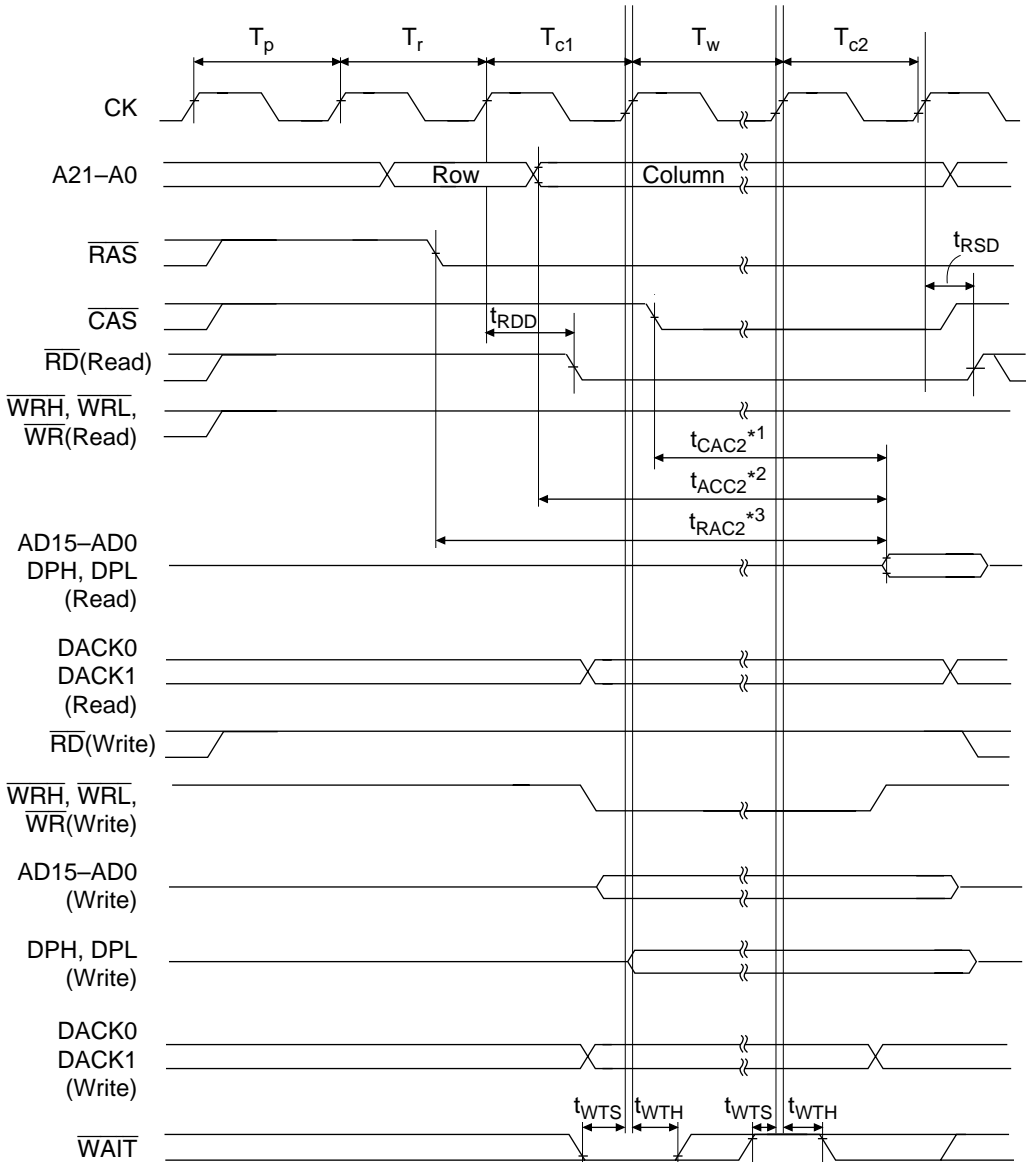 Tp Tr Tc1 Tw Tc2
CK
A21–A0 Row Column
RAS
tRSD
CAS
tRDD
RD(Read)
WRH, WRL,
WR(Read)
tCAC2*1
tACC2*2
tRAC2*3
AD15–AD0
DPH, DPL
(Read)
DACK0
DACK1
(Read)
RD(Write)
WRH, WRL,
WR(Write)
AD15–AD0
(Write)
DPH, DPL
(Write)
DACK0
DACK1
(Write)
tWTS tWTH tWTS tWTH
WAIT